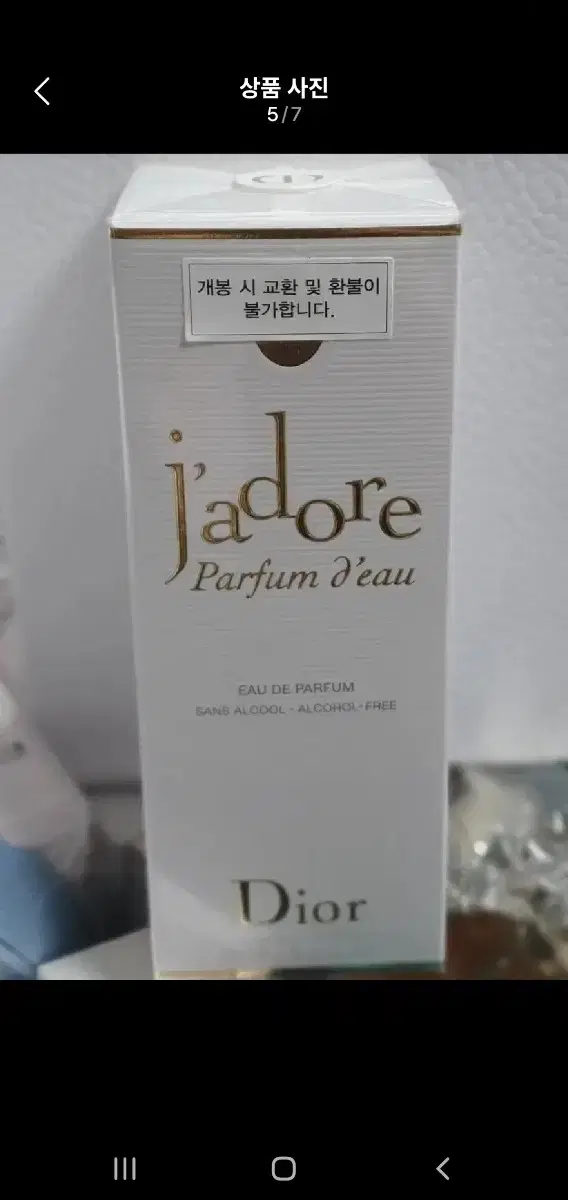 상품 사진
5/7
개봉 시 교환 및 환불이
불가합니다.
j'adore
Parfum d'eau
EAU DE PARFUM
SANS ALCOOL - ALCOHOL-FREE
Dior